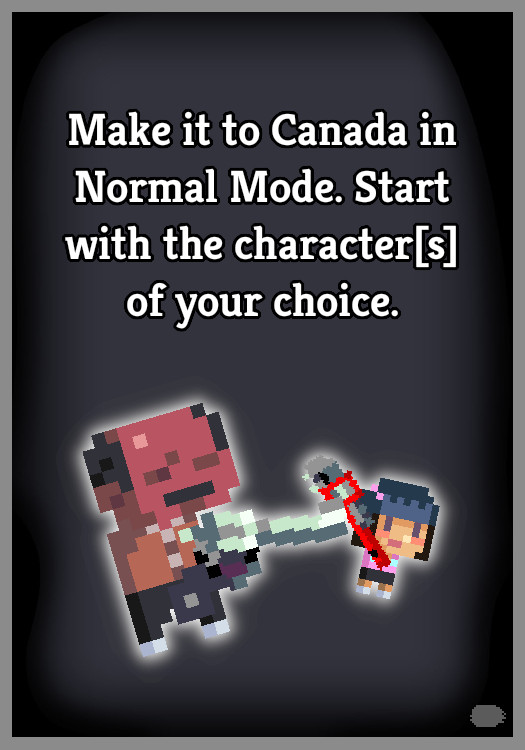 Make it to Canada in
Normal Mode. Start
with the character[s]
of your choice.